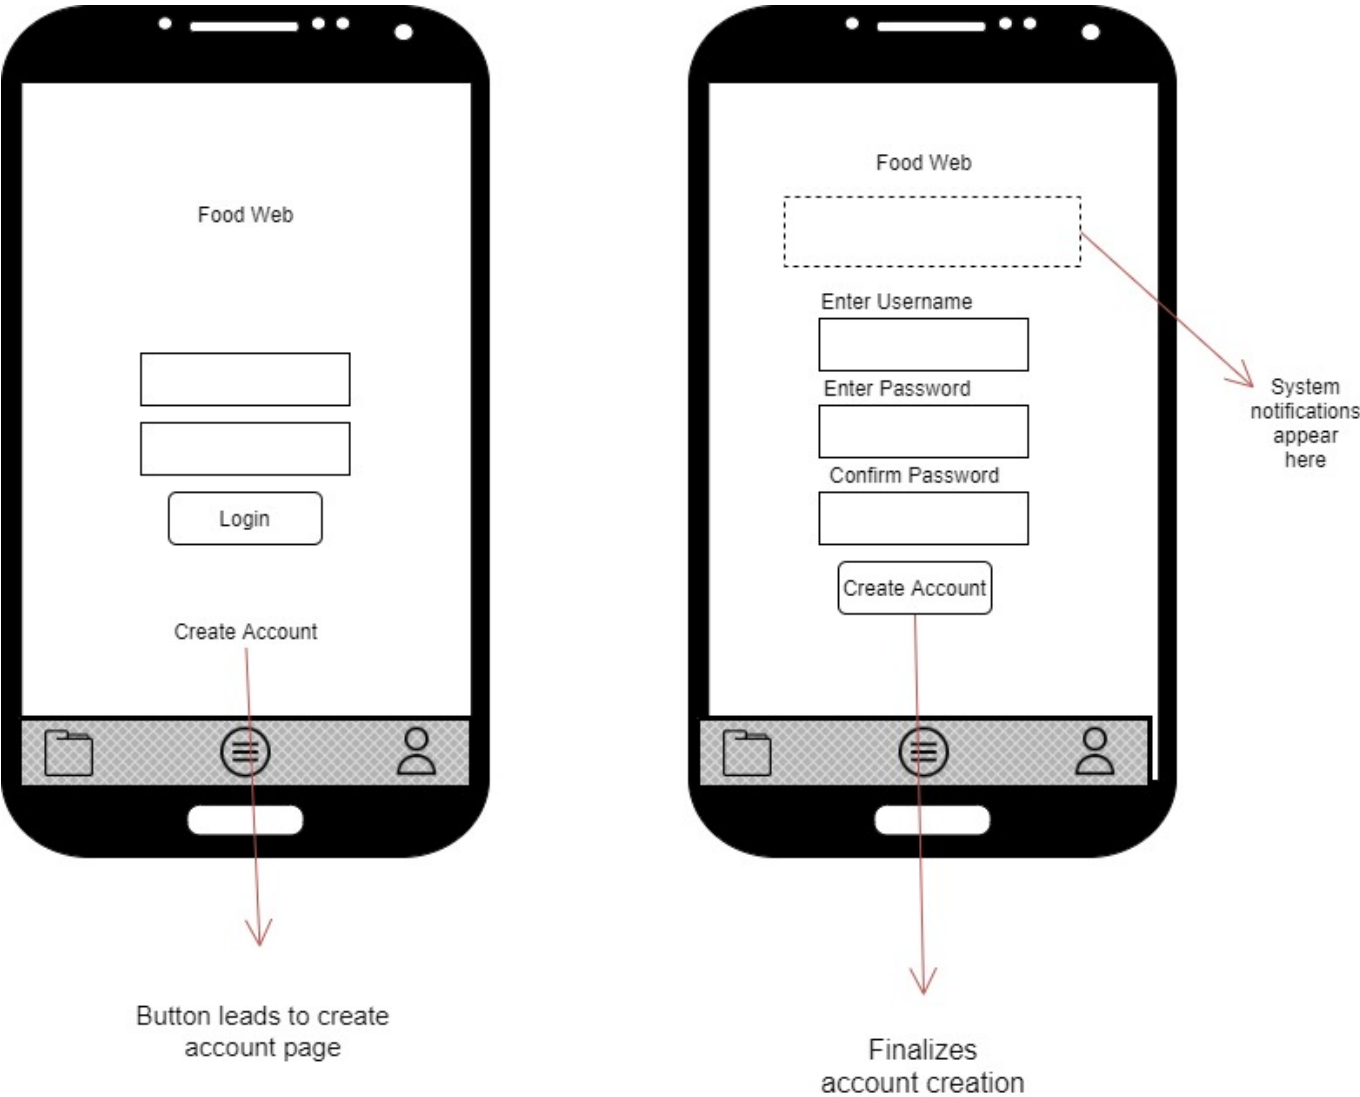 Food Web
Login
Create Account
Button leads to create
account page
Food Web
Enter Username
Enter Password
Confirm Password
Create Account
System
notifications
appear
here
Finalizes
account creation